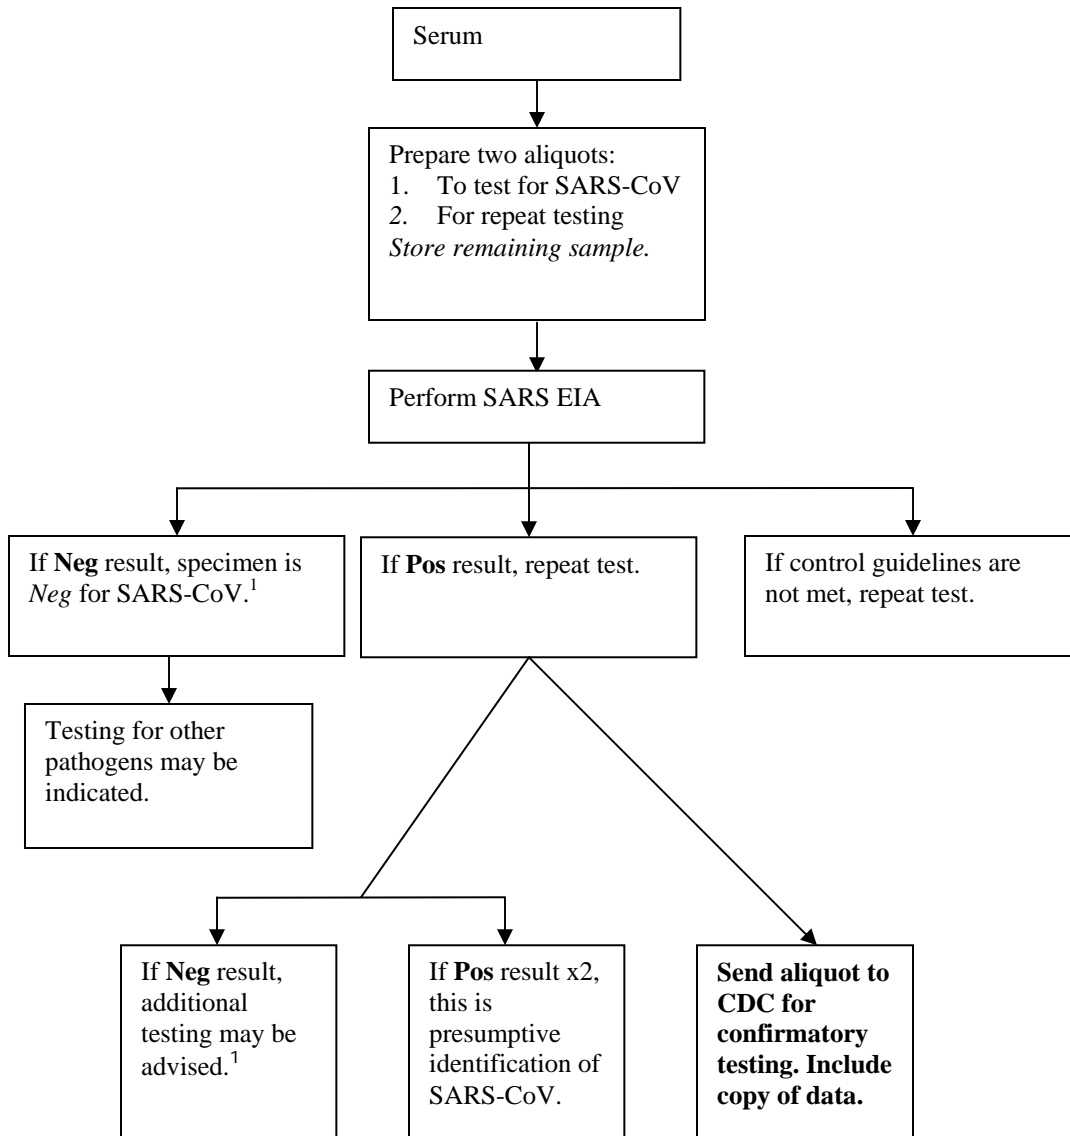 Serum
Prepare two aliquots:
1. To test for SARS-CoV
2. For repeat testing
Store remaining sample.
Perform SARS EIA
If Neg result, specimen is
Neg for SARS-CoV.¹
If Pos result, repeat test.
If control guidelines are
not met, repeat test.
Testing for other
pathogens may be
indicated.
If Neg result,
additional
testing may be
advised.¹
If Pos result x2,
this is
presumptive
identification of
SARS-CoV.
Send aliquot to
CDC for
confirmatory
testing. Include
copy of data.